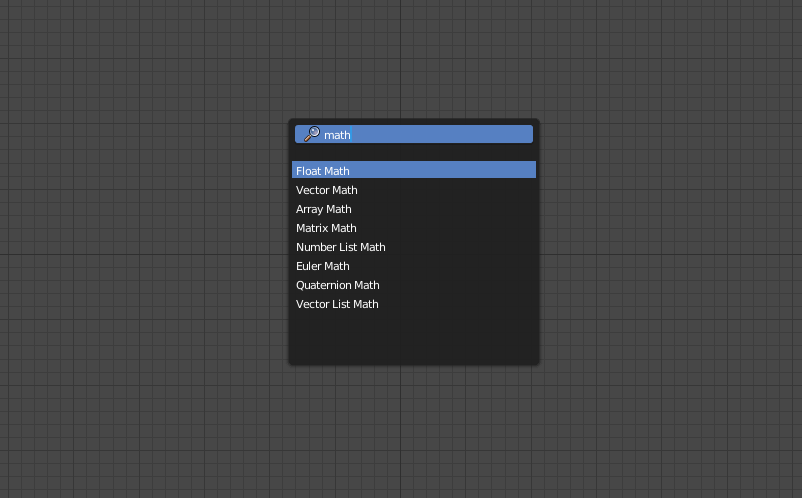 math
Float Math
Vector Math
Array Math
Matrix Math
Number List Math
Euler Math
Quaternion Math
Vector List Math